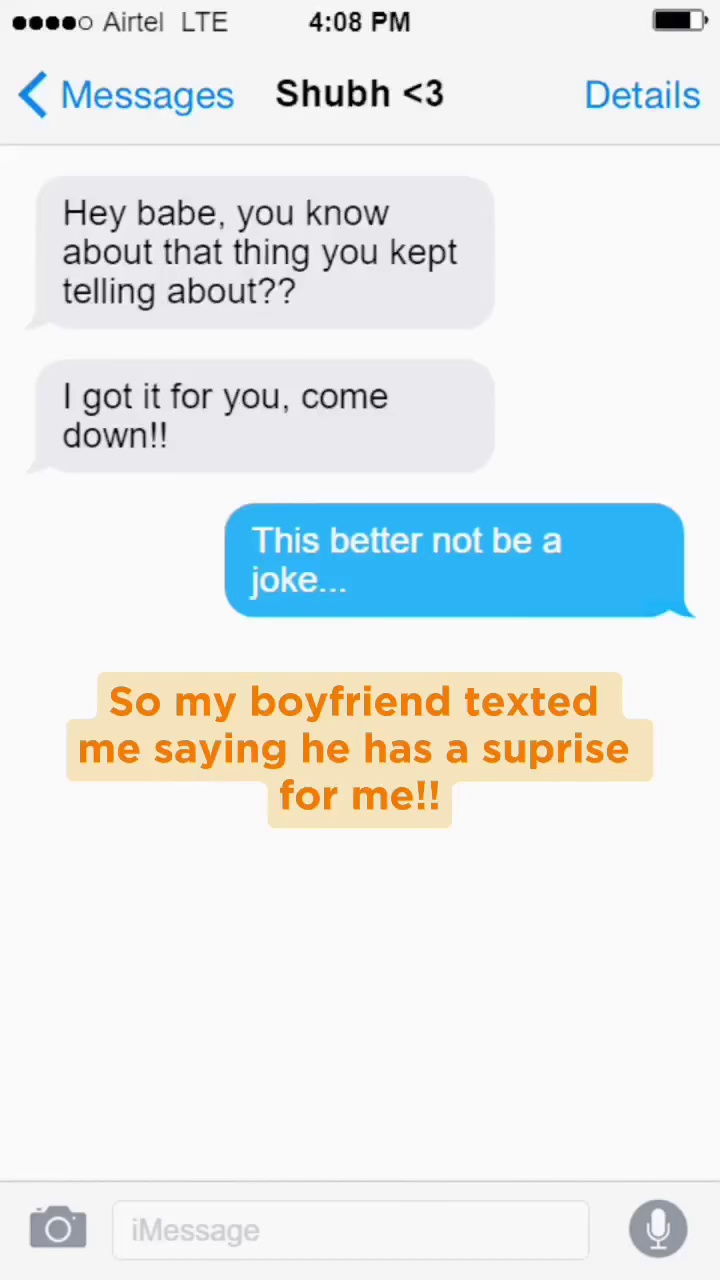 Airtel LTE 4:08 PM
Messages Shubh <3 Details
Hey babe, you know
about that thing you kept
telling about??
I got it for you, come
down!!
This better not be a
joke...
So my boyfriend texted
me saying he has a suprise
for me!!
iMessage